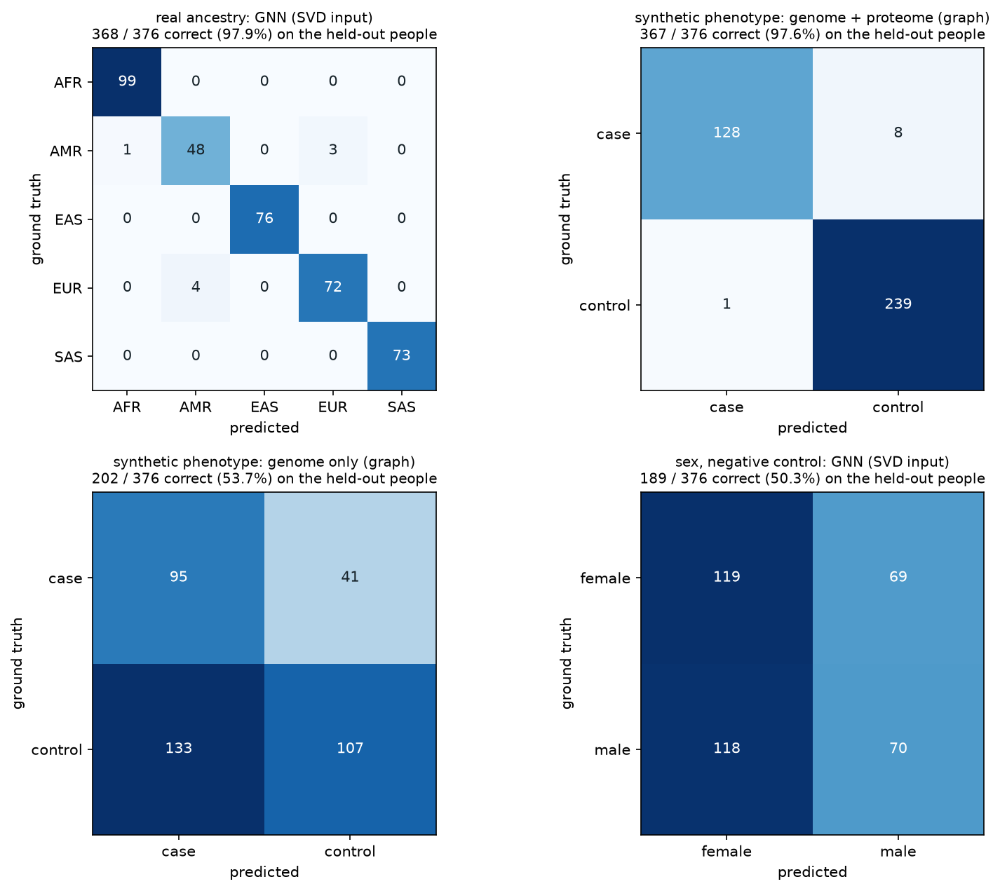 real ancestry: GNN (SVD input)
368 / 376 correct (97.9%) on the held-out people
AFR 99 0 0 0 0
AMR 1 48 0 3 0
EAS 0 0 76 0 0
EUR 0 4 0 72 0
SAS 0 0 0 0 73
AFR AMR EAS EUR SAS
predicted
ground truth
synthetic phenotype: genome + proteome (graph)
367 / 376 correct (97.6%) on the held-out people
case 128 8
control 1 239
case control
predicted
ground truth
synthetic phenotype: genome only (graph)
202 / 376 correct (53.7%) on the held-out people
case 95 41
control 133 107
case control
predicted
ground truth
sex, negative control: GNN (SVD input)
189 / 376 correct (50.3%) on the held-out people
female 119 69
male 118 70
female male
predicted
ground truth